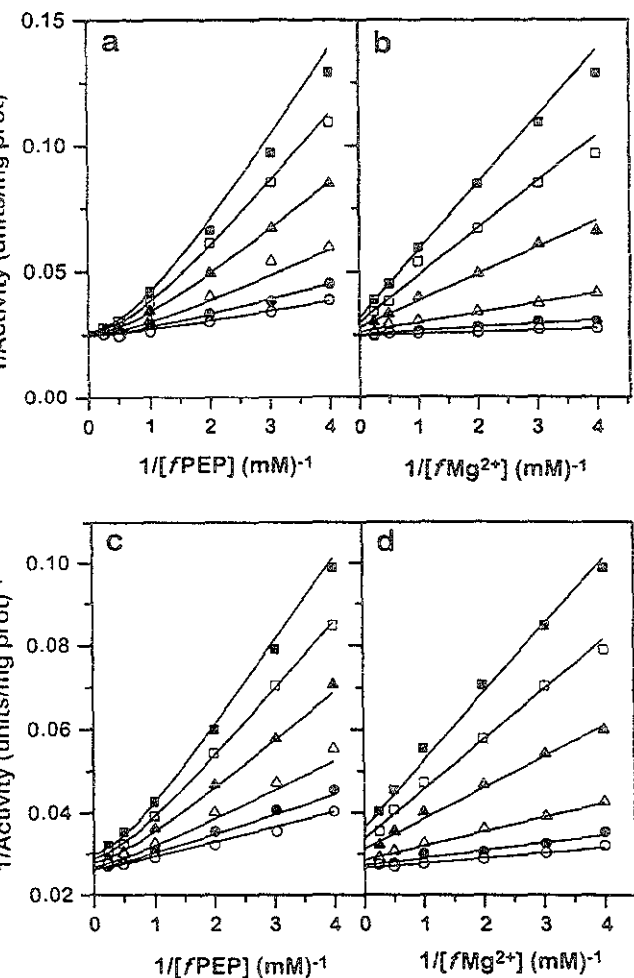 a
b
0.15
0.10
0.05
0.00
1/Activity (units/mg prot)
0 1 2 3 4
0 1 2 3 4
1/[fPEP] (mM)-1
1/[fMg2+] (mM)-1
c
d
0.10
0.08
0.06
0.04
0.02
1/Activity (units/mg prot)-1
0 1 2 3 4
0 1 2 3 4
1/[fPEP] (mM)-1
1/[fMg2+] (mM)-1